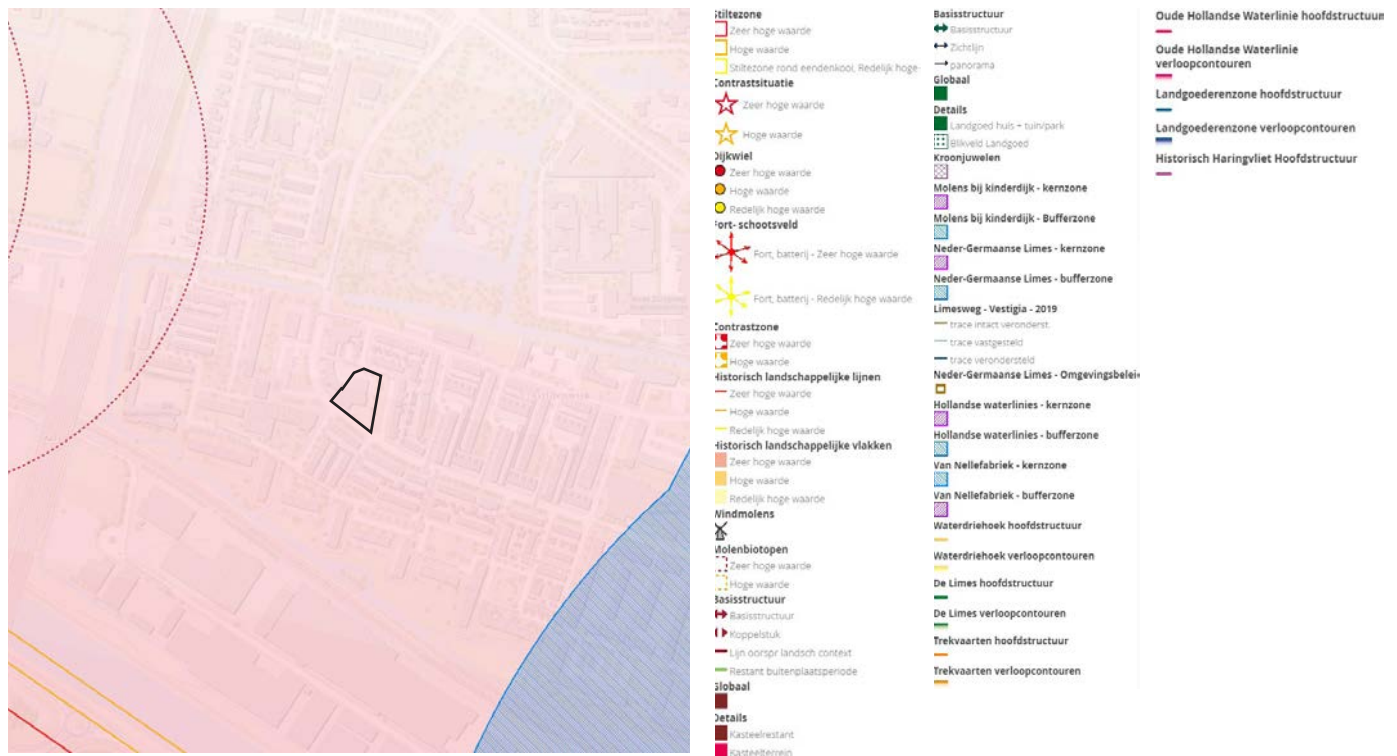 Stiltezone
Zeer hoge waarde
Hoge waarde
Stiltezone rond eendenkooi, Redelijk hoge
Contrastsituatie
Zeer hoge waarde
Hoge waarde
Dijkwiel
Zeer hoge waarde
Hoge waarde
Redelijk hoge waarde
Fort- schootsveld
Fort, batterij - Zeer hoge waarde
Fort, batterij - Redelijk hoge waarde
Contrastzone
Zeer hoge waarde
Hoge waarde
Historisch landschappelijke lijnen
Zeer hoge waarde
Hoge waarde
Redelijk hoge waarde
Historisch landschappelijke vlakken
Zeer hoge waarde
Hoge waarde
Redelijk hoge waarde
Windmolens
Molenbiotopen
Zeer hoge waarde
Hoge waarde
Basisstructuur
Basisstructuur
Koppelstuk
Lijn oorspr landsch context
Restant buitenplaatsperiode
Globaal
Details
Kasteelrestant
Kasteelterrein
Basisstructuur
Basisstructuur
Zichtlijn
panorama
Globaal
Details
Landgoed huis + tuin/park
Blikveld Landgoed
Kroonjuwelen
Molens bij kinderdijk - kernzone
Molens bij kinderdijk - Bufferzone
Neder-Germaanse Limes - kernzone
Neder-Germaanse Limes - bufferzone
Limesweg - Vestigia - 2019
trace intact veronderst.
trace vastgesteld
trace verondersteld
Neder-Germaanse Limes - Omgevingsbelei
Hollandse waterlinies - kernzone
Hollandse waterlinies - bufferzone
Van Nellefabriek - kernzone
Van Nellefabriek - bufferzone
Waterdriehoek hoofdstructuur
Waterdriehoek verloopcontouren
De Limes hoofdstructuur
De Limes verloopcontouren
Trekvaarten hoofdstructuur
Trekvaarten verloopcontouren
Oude Hollandse Waterlinie hoofdstructuur
Oude Hollandse Waterlinie
verloopcontouren
Landgoederenzone hoofdstructuur
Landgoederenzone verloopcontouren
Historisch Haringvliet Hoofdstructuur